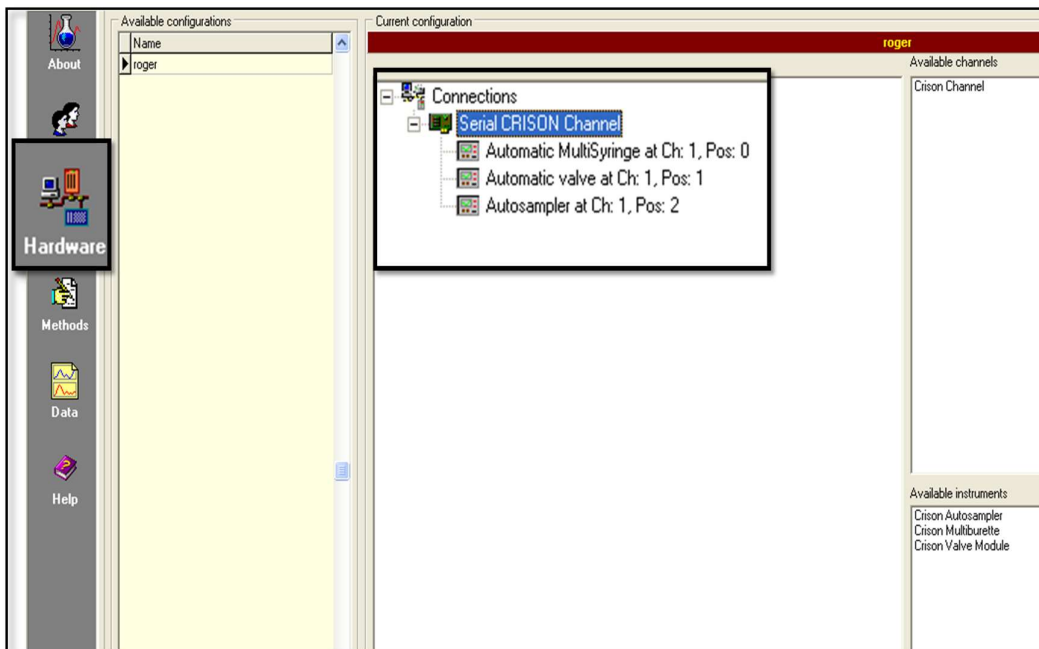 About
Hardware
Methods
Data
Help
Available configurations
Name
roger
Current configuration
roger
Connections
Serial CRISON Channel
Automatic MultiSyringe at Ch: 1, Pos: 0
Automatic valve at Ch: 1, Pos: 1
Autosampler at Ch: 1, Pos: 2
Available channels
Crison Channel
Available instruments
Crison Autosampler
Crison Multiburette
Crison Valve Module